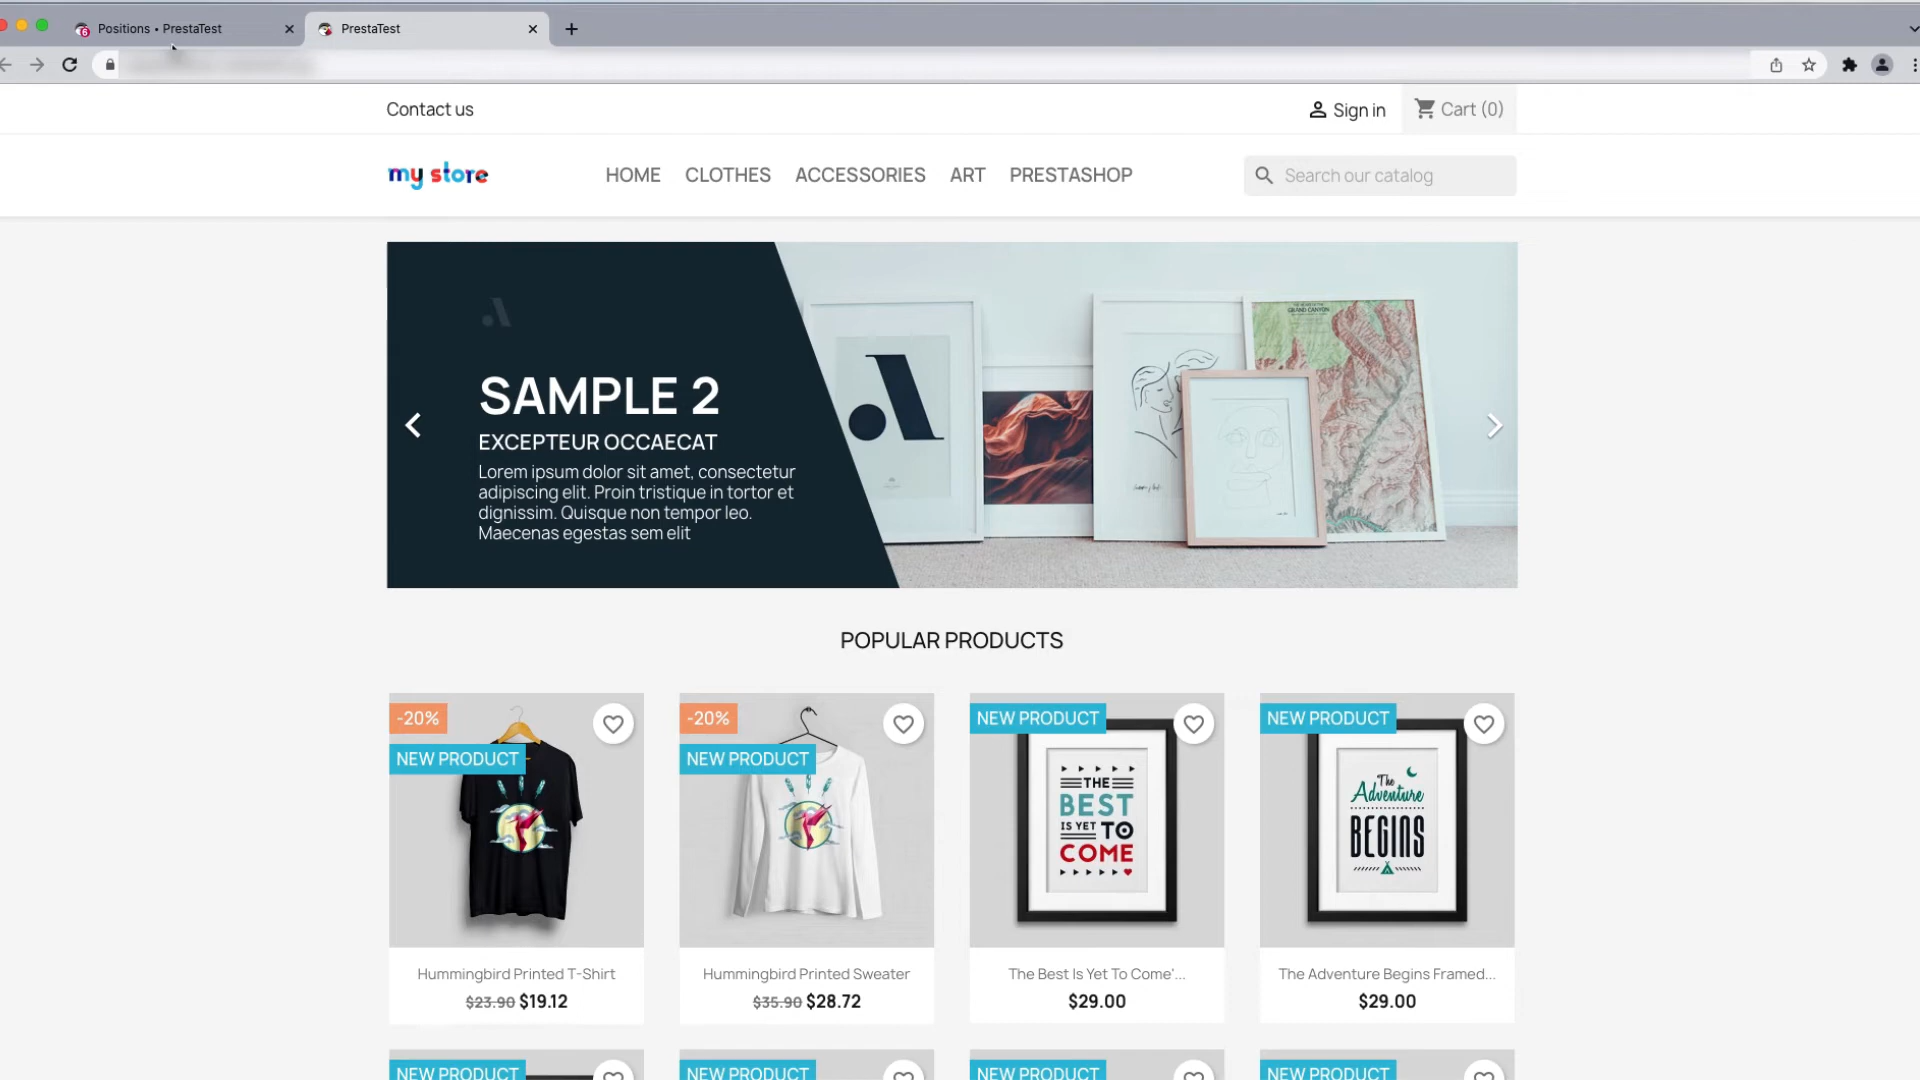 Positions • PrestaTest
PrestaTest
Contact us
Sign in
Cart (0)
my store
HOME CLOTHES ACCESSORIES ART PRESTASHOP
Search our catalog
SAMPLE 2
EXCEPTEUR OCCAECAT
Lorem ipsum dolor sit amet, consectetur
adipiscing elit. Proin tristique in tortor et
dignissim. Quisque non tempor leo.
Maecenas egestas sem elit
GRAND CANYON
POPULAR PRODUCTS
-20%
NEW PRODUCT
Hummingbird Printed T-Shirt
$23.90 $19.12
-20%
NEW PRODUCT
Hummingbird Printed Sweater
$35.90 $28.72
NEW PRODUCT
THE
BEST
IS YET TO
COME
The Best Is Yet To Come'...
$29.00
NEW PRODUCT
The
Adventure
BEGINS
The Adventure Begins Framed...
$29.00
NEW PRODUCT
NEW PRODUCT
NEW PRODUCT
NEW PRODUCT